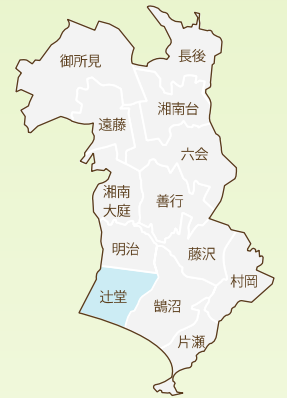 長後
御所見
湘南台
遠藤
六会
湘南
大庭
善行
明治
藤沢
村岡
辻堂
鵠沼
片瀬